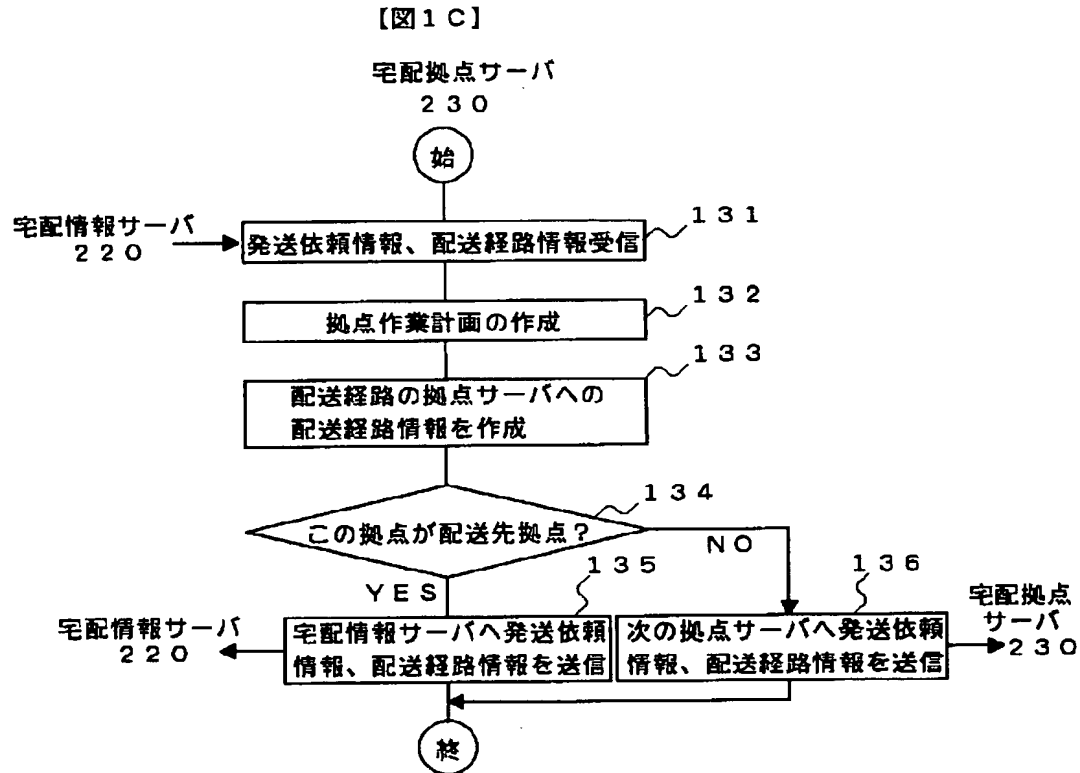 【図1C】
宅配拠点サーバ
230
始
宅配情報サーバ
220
発送依頼情報、配送経路情報受信
131
拠点作業計画の作成
132
配送経路の拠点サーバへの
配送経路情報を作成
133
この拠点が配送先拠点?
134
YES
NO
宅配情報サーバへ発送依頼
情報、配送経路情報を送信
135
宅配情報サーバ
220
次の拠点サーバへ発送依頼
情報、配送経路情報を送信
136
宅配拠点
サーバ
230
終